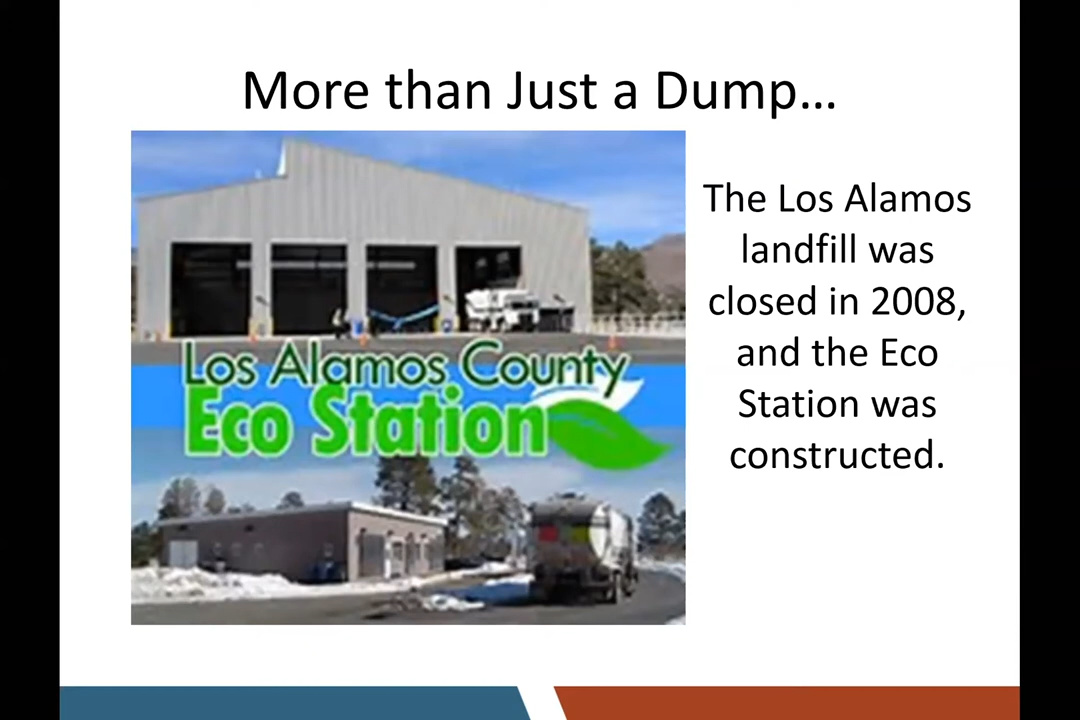 More than Just a Dump…
Los Alamos County
Eco Station
The Los Alamos
landfill was
closed in 2008,
and the Eco
Station was
constructed.